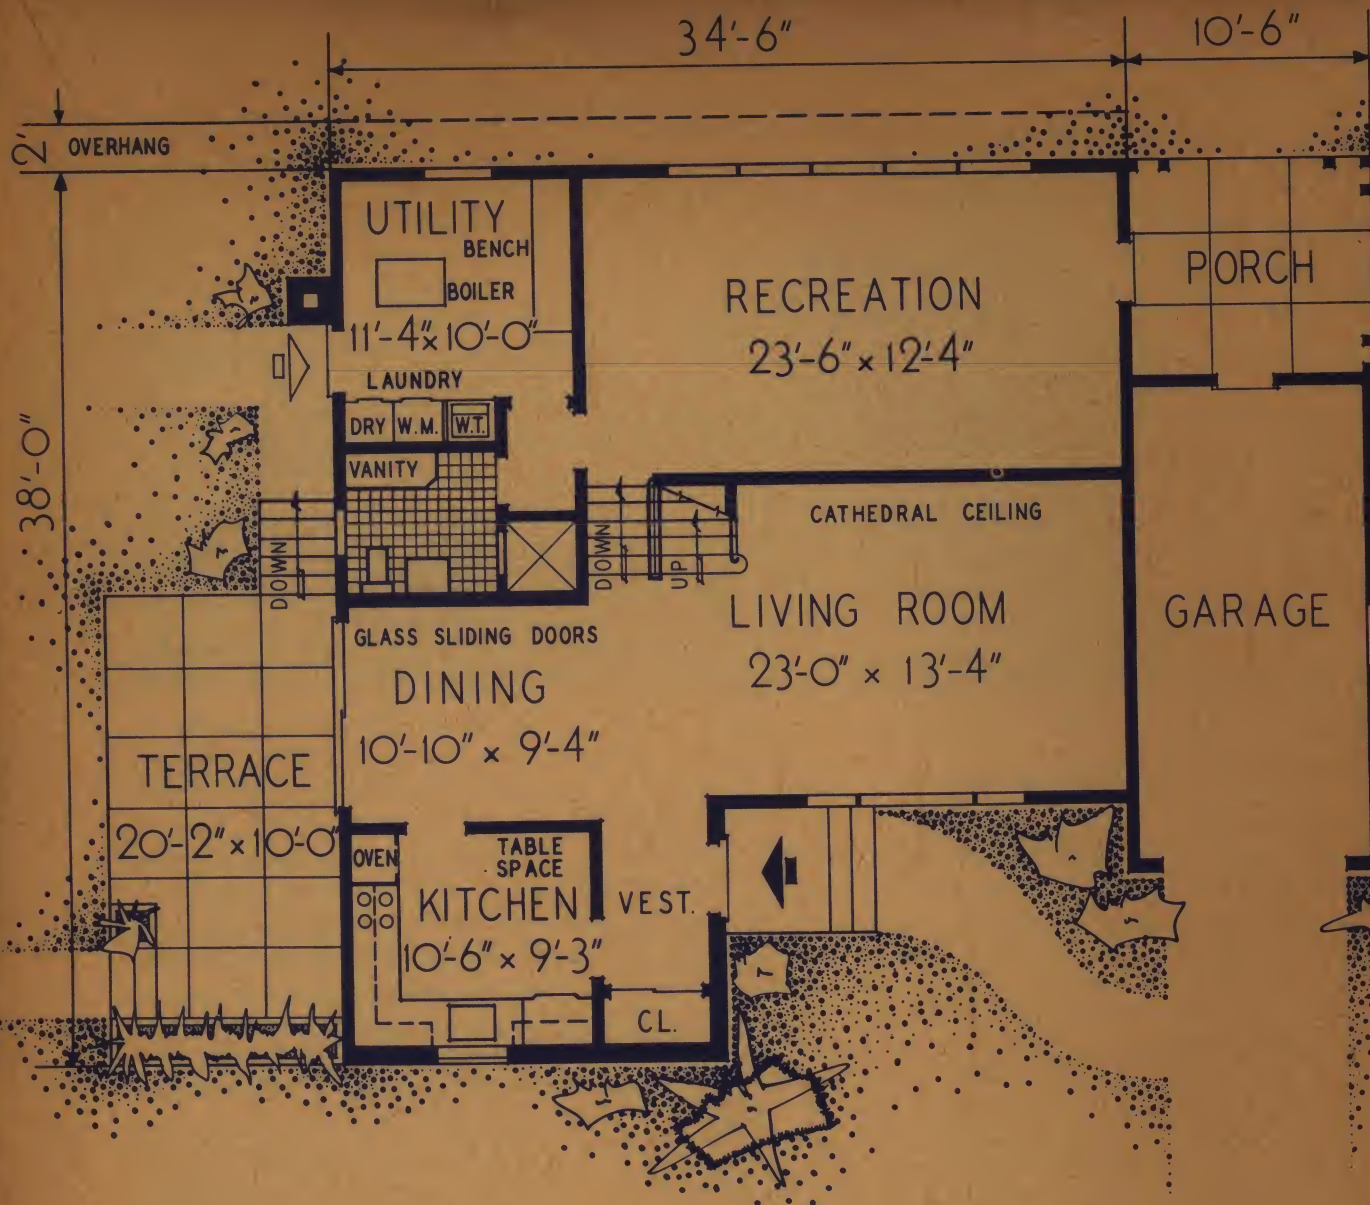 34'-6"
10'-6"
2'
OVERHANG
UTILITY
BENCH
BOILER
11'-4" x 10'-0"
LAUNDRY
DRY
W.M.
W.T.
VANITY
RECREATION
23'-6" x 12'-4"
PORCH
38'-0"
DOWN
DOWN
UP
CATHEDRAL CEILING
LIVING ROOM
23'-0" x 13'-4"
GARAGE
GLASS SLIDING DOORS
DINING
10'-10" x 9'-4"
TERRACE
20'-2" x 10'-0"
OVEN
TABLE
SPACE
KITCHEN
10'-6" x 9'-3"
VEST.
CL.